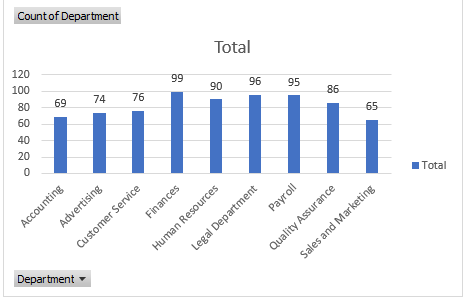 Count of Department
Total
120
100
80
60
40
20
0
69
74
76
99
90
96
95
86
65
Accounting
Advertising
Customer Service
Finances
Human Resources
Legal Department
Payroll
Quality Assurance
Sales and Marketing
Total
Department